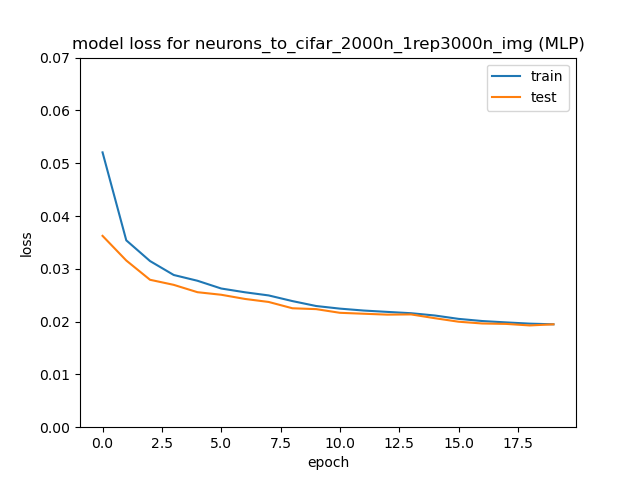 model loss for neurons_to_cifar_2000n_1rep3000n_img (MLP)
0.07
0.06
0.05
0.04
0.03
0.02
0.01
0.00
loss
train
test
0.0 2.5 5.0 7.5 10.0 12.5 15.0 17.5
epoch